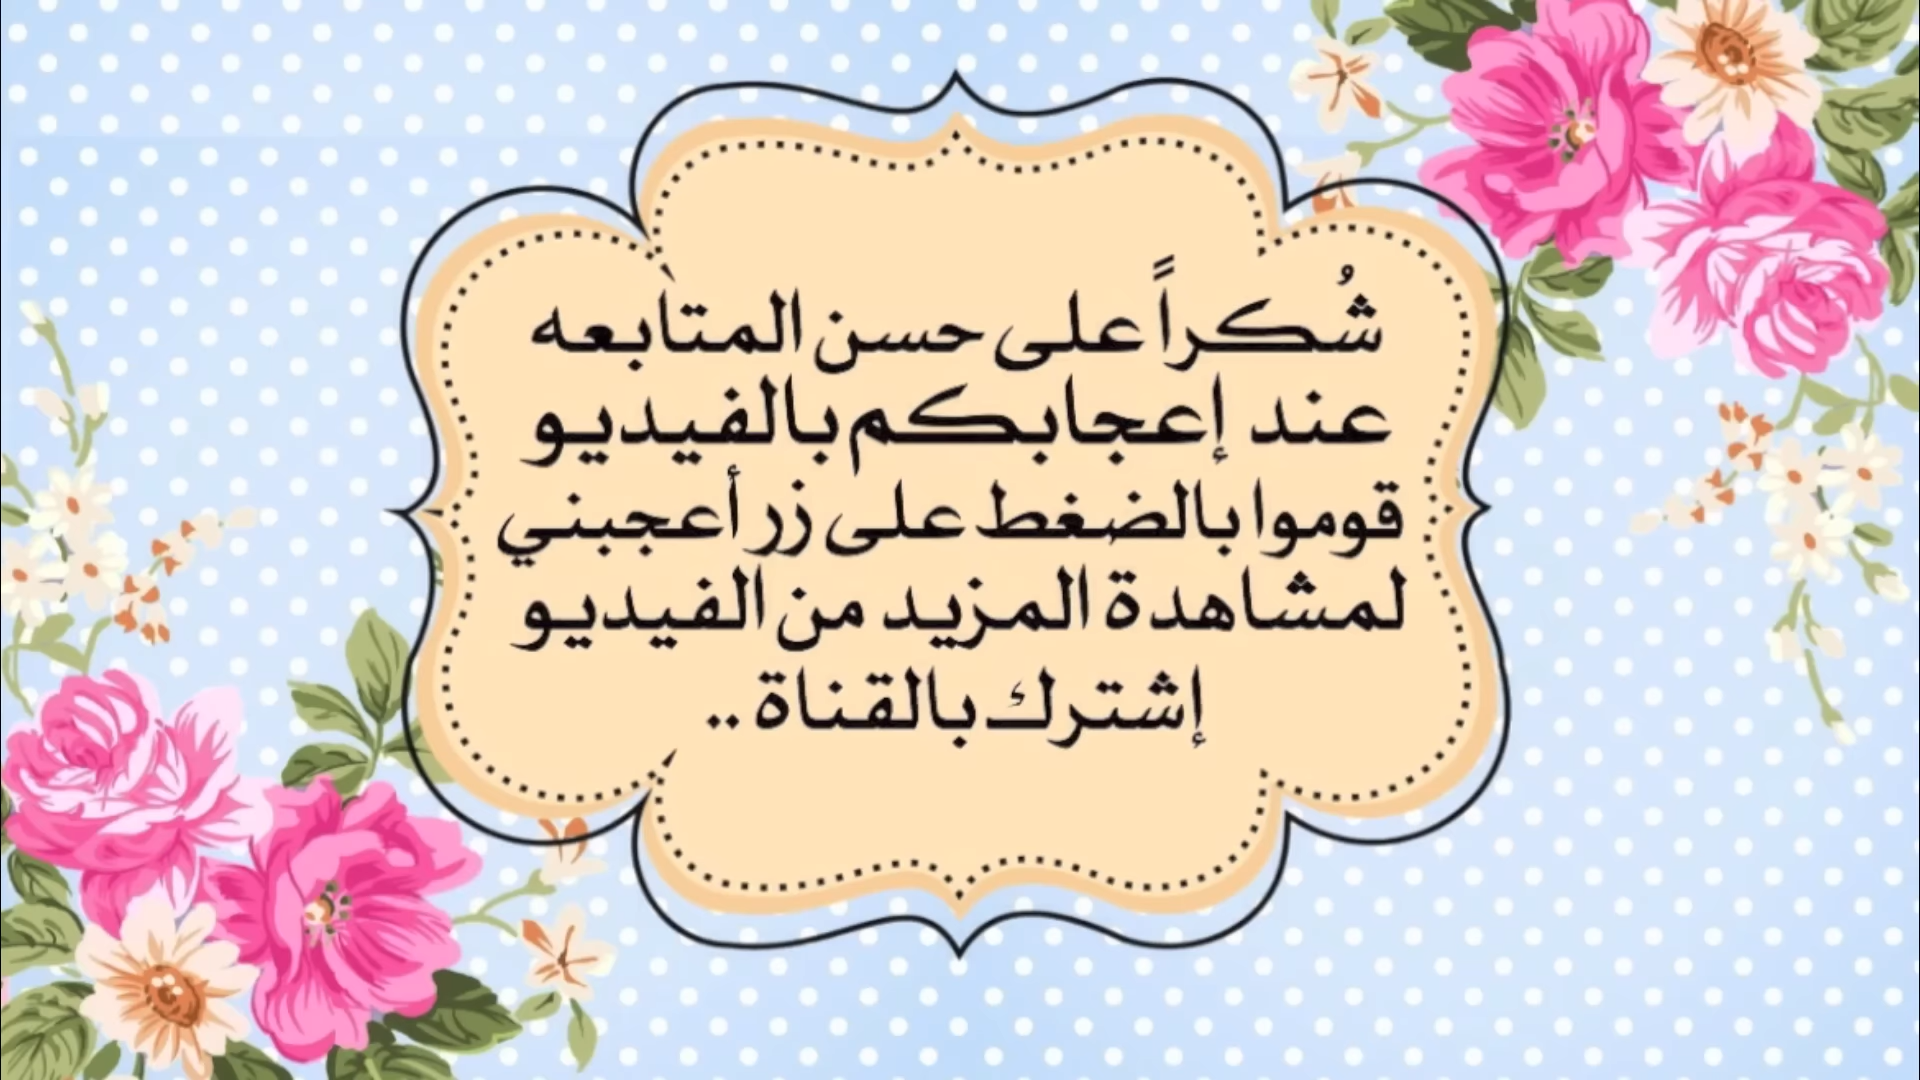 شُكراً على حسن المتابعه
عند إعجابكم بالفيديو
قوموا بالضغط على زر أعجبني
لمشاهدة المزيد من الفيديو
إشترك بالقناة ..